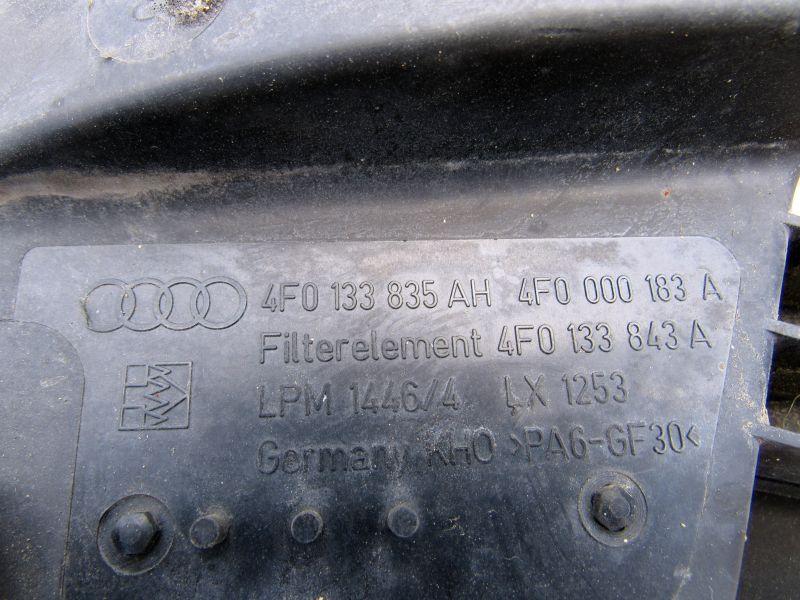 4F0 133 835 AH 4F0 000 183 A
Filterelement 4F0 133 843 A
LPM 1446/4 LX 1253
Germany KHO >PA6-GF30<